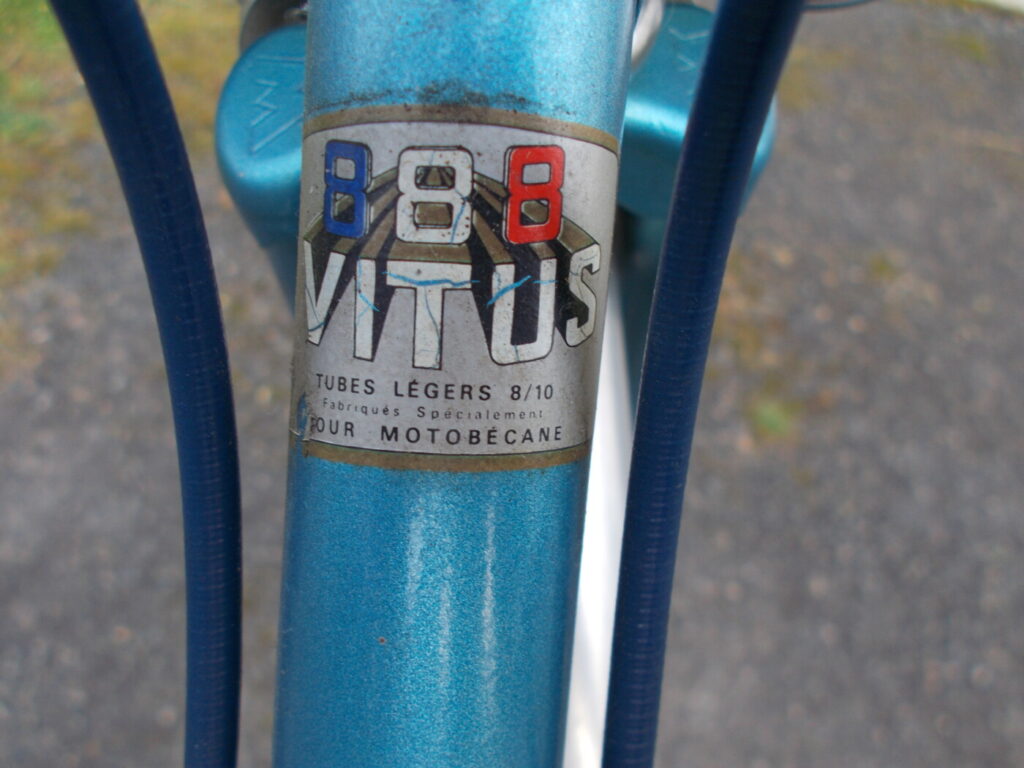 888
VITUS
TUBES LÉGERS 8/10
Fabriqués Spécialement
POUR MOTOBÉCANE